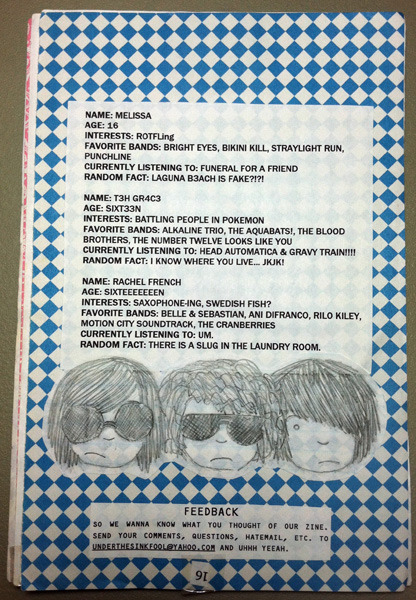 NAME: MELISSA
AGE: 16
INTERESTS: ROTFLing
FAVORITE BANDS: BRIGHT EYES, BIKINI KILL, STRAYLIGHT RUN,
PUNCHLINE
CURRENTLY LISTENING TO: FUNERAL FOR A FRIEND
RANDOM FACT: LAGUNA B3ACH IS FAKE?!?!
NAME: T3H GR4C3
AGE: SIXT33N
INTERESTS: BATTLING PEOPLE IN POKEMON
FAVORITE BANDS: ALKALINE TRIO, THE AQUABATS!, THE BLOOD
BROTHERS, THE NUMBER TWELVE LOOKS LIKE YOU
CURRENTLY LISTENING TO: HEAD AUTOMATICA & GRAVY TRAIN!!!!
RANDOM FACT: I KNOW WHERE YOU LIVE... JKJK!
NAME: RACHEL FRENCH
AGE: SIXTEEEEEEN
INTERESTS: SAXOPHONE-ING, SWEDISH FISH?
FAVORITE BANDS: BELLE & SEBASTIAN, ANI DIFRANCO, RILO KILEY,
MOTION CITY SOUNDTRACK, THE CRANBERRIES
CURRENTLY LISTENING TO: UM.
RANDOM FACT: THERE IS A SLUG IN THE LAUNDRY ROOM.
FEEDBACK
SO WE WANNA KNOW WHAT YOU THOUGHT OF OUR ZINE.
SEND YOUR COMMENTS, QUESTIONS, HATEMAIL, ETC. TO
UNDERTHESINKFOOL@YAHOO.COM AND UHHH YEEAH.
16